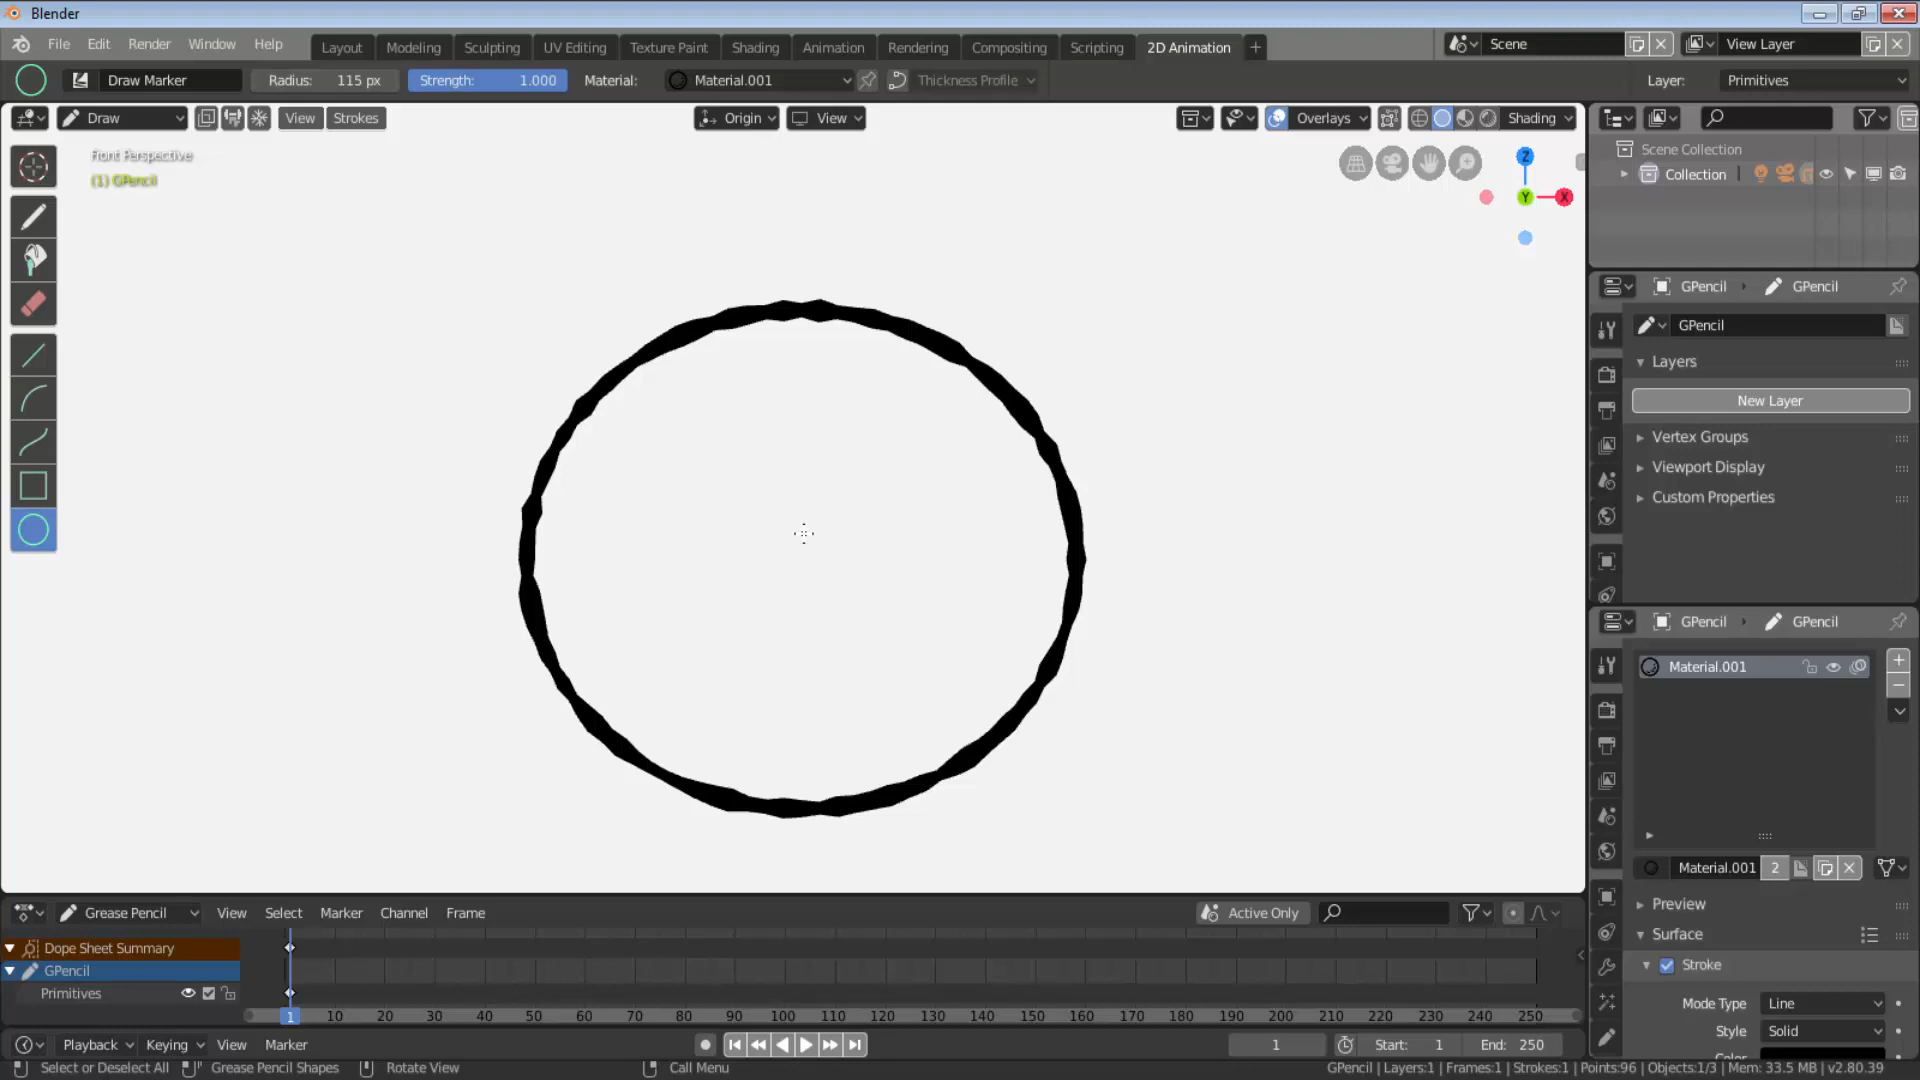 Blender
File Edit Render Window Help Layout Modeling Sculpting UV Editing Texture Paint Shading Animation Rendering Compositing Scripting 2D Animation + Scene View Layer
Draw Marker Radius: 115 px Strength: 1.000 Material: Material.001 Thickness Profile Layer: Primitives
Draw View Strokes Origin View Overlays Shading
Front Perspective
(1) GPencil
Z
Y
X
Scene Collection
Collection
GPencil GPencil
GPencil
Layers
New Layer
Vertex Groups
Viewport Display
Custom Properties
GPencil GPencil
Material.001
Material.001 2
Preview
Surface
Stroke
Mode Type Line
Style Solid
Color
Grease Pencil View Select Marker Channel Frame Active Only
Dope Sheet Summary
GPencil
Primitives
1 10 20 30 40 50 60 70 80 90 100 110 120 130 140 150 160 170 180 190 200 210 220 230 240 250
Playback Keying View Marker 1 Start: 1 End: 250
Select or Deselect All Grease Pencil Shapes Rotate View Call Menu GPencil | Layers:1 | Frames:1 | Strokes:1 | Points:96 | Objects:1/3 | Mem: 33.5 MB | v2.80.39